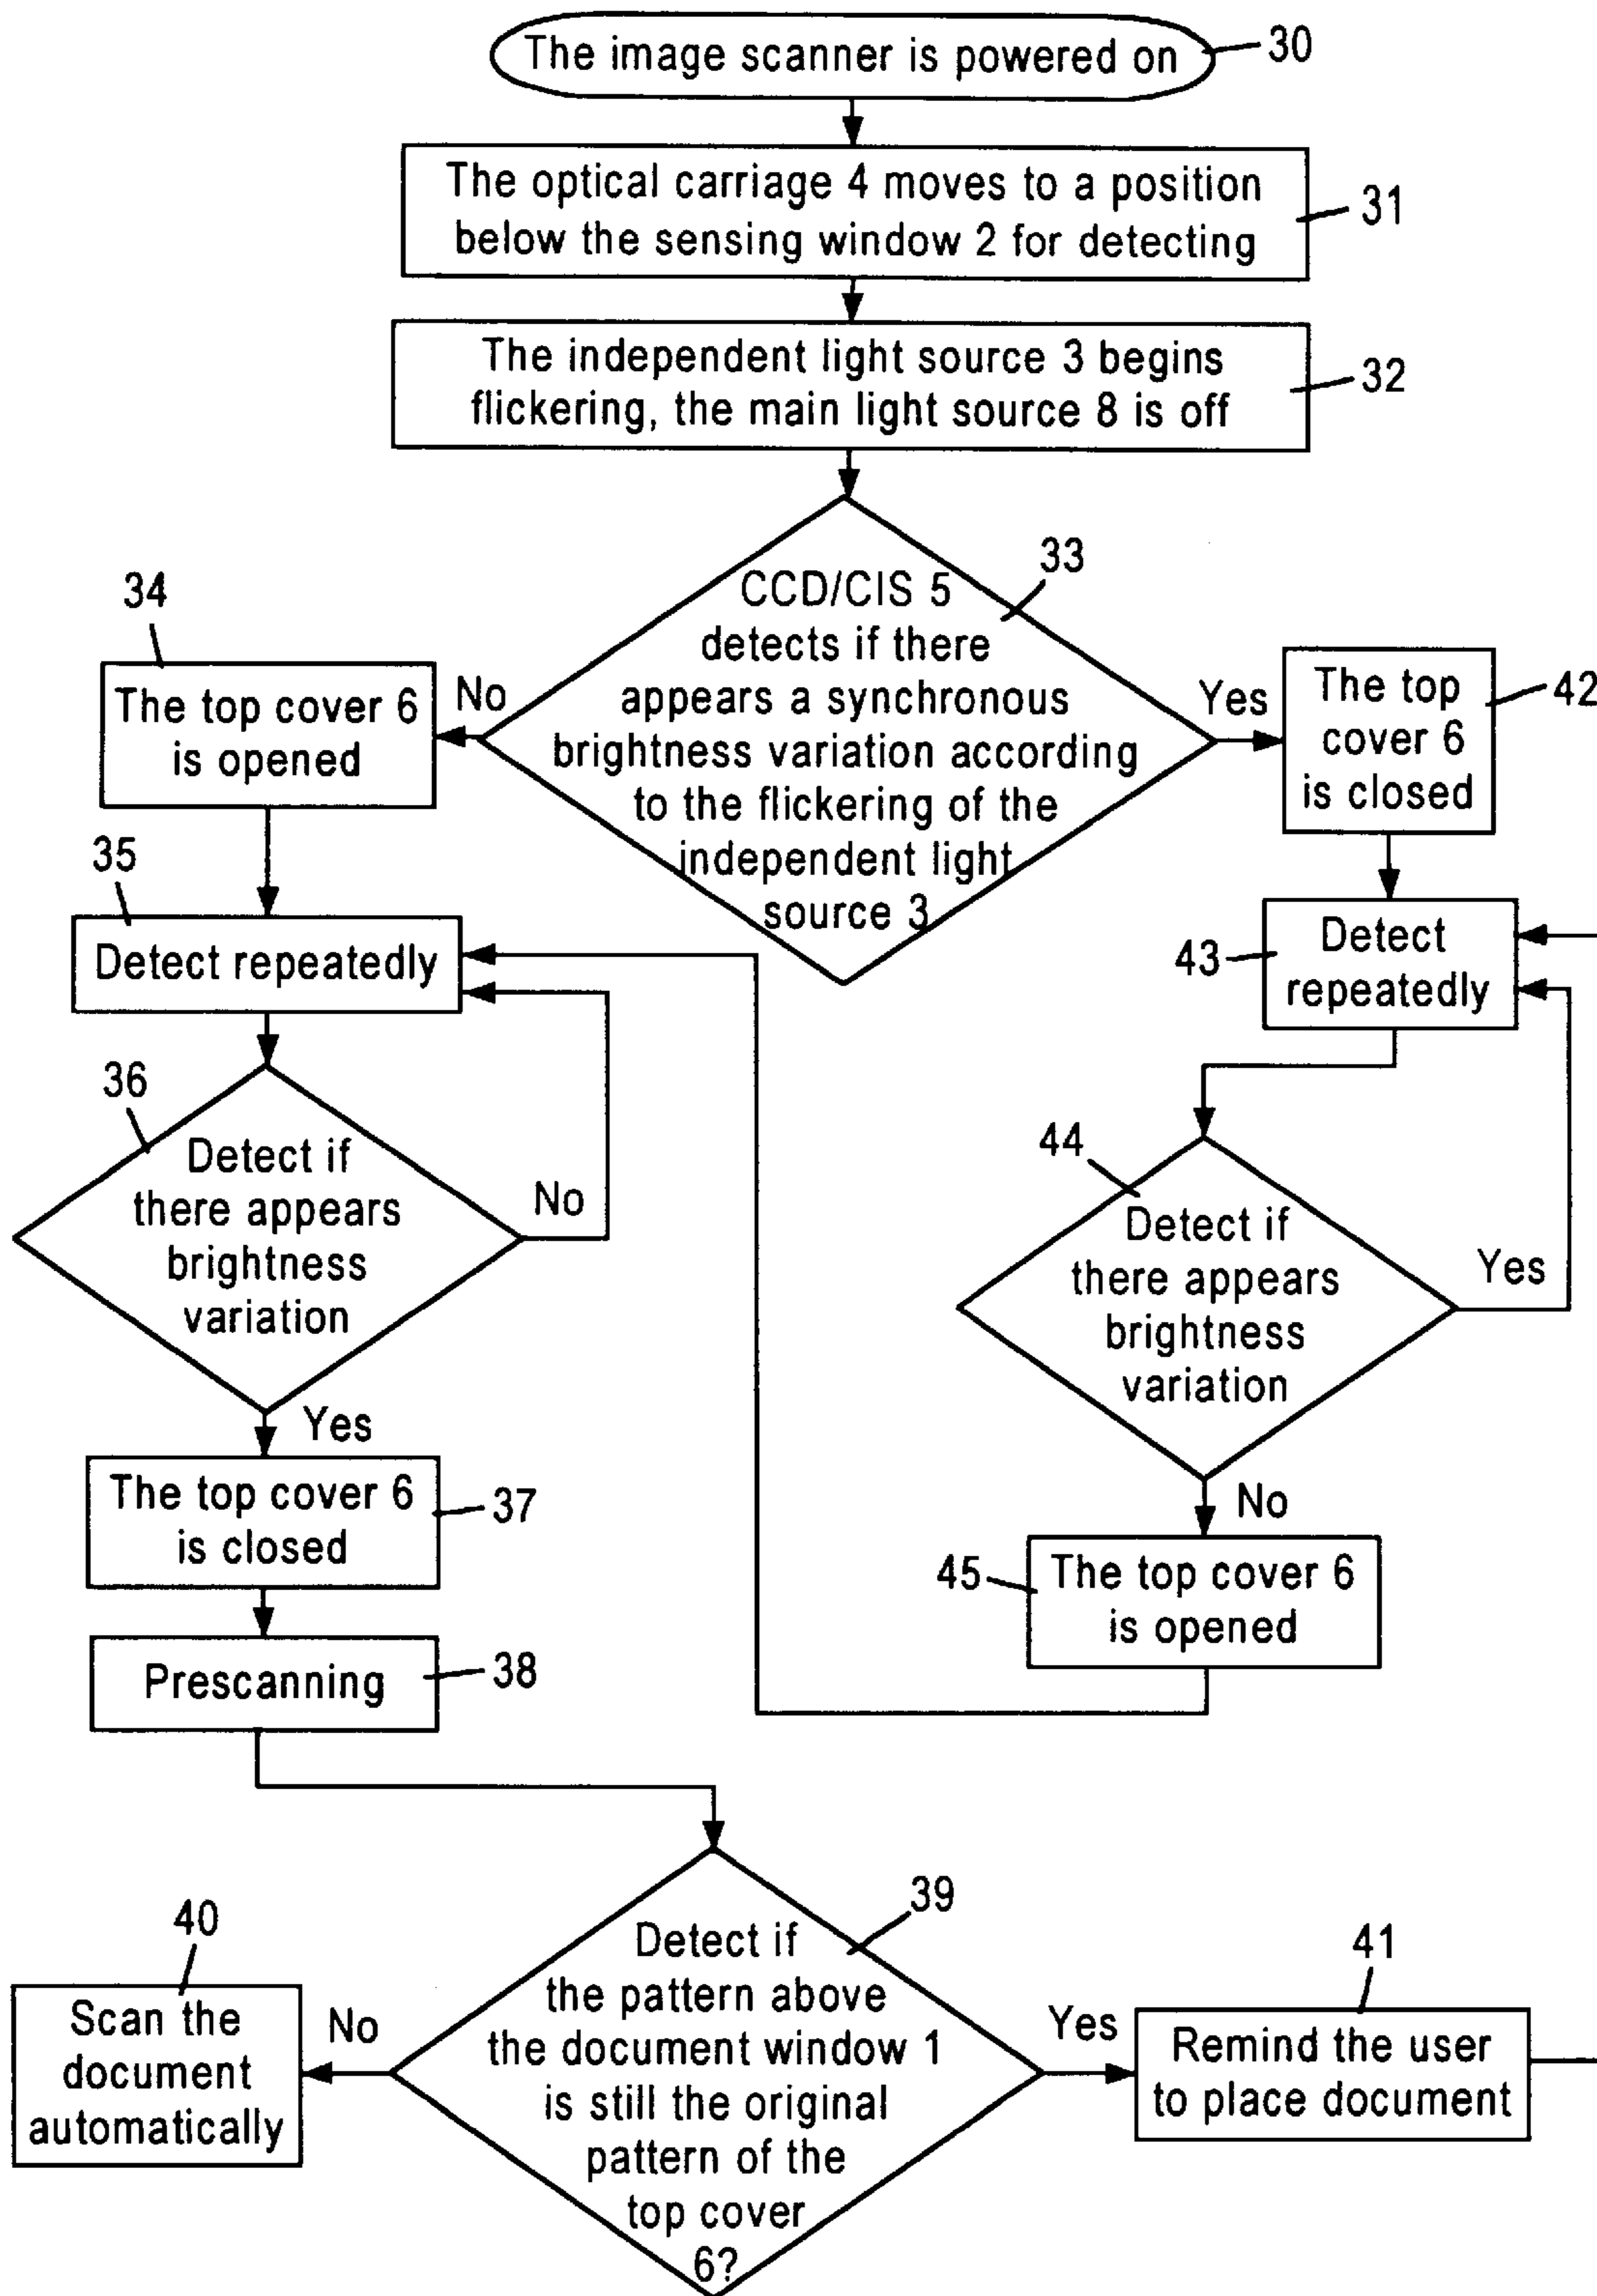 The image scanner is powered on
30
The optical carriage 4 moves to a position
below the sensing window 2 for detecting
31
The independent light source 3 begins
flickering, the main light source 8 is off
32
33
CCD/CIS 5
detects if there
appears a synchronous
brightness variation according
to the flickering of the
independent light
source 3
No
Yes
34
The top cover 6
is opened
35
Detect repeatedly
36
Detect if
there appears
brightness
variation
No
Yes
The top cover 6
is closed
37
Prescanning
38
The top
cover 6
is closed
42
Detect
repeatedly
43
44
Detect if
there appears
brightness
variation
Yes
No
45
The top cover 6
is opened
39
Detect if
the pattern above
the document window 1
is still the original
pattern of the
top cover
6?
No
Yes
40
Scan the
document
automatically
41
Remind the user
to place document